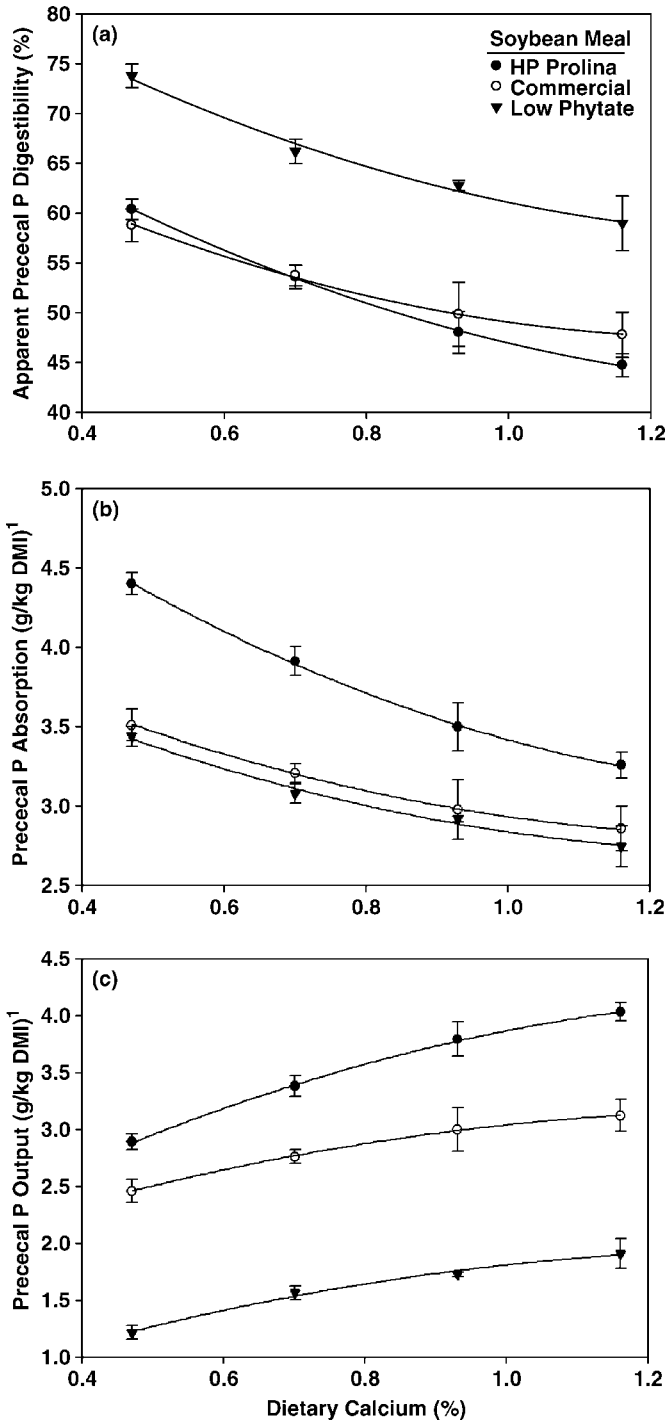 (a)
Soybean Meal
HP Prolina
Commercial
Low Phytate
Apparent Prececal P Digestibility (%)
80
75
70
65
60
55
50
45
40
0.4 0.6 0.8 1.0 1.2
(b)
Prececal P Absorption (g/kg DMI)¹
5.0
4.5
4.0
3.5
3.0
2.5
0.4 0.6 0.8 1.0 1.2
(c)
Prececal P Output (g/kg DMI)¹
4.5
4.0
3.5
3.0
2.5
2.0
1.5
1.0
0.4 0.6 0.8 1.0 1.2
Dietary Calcium (%)